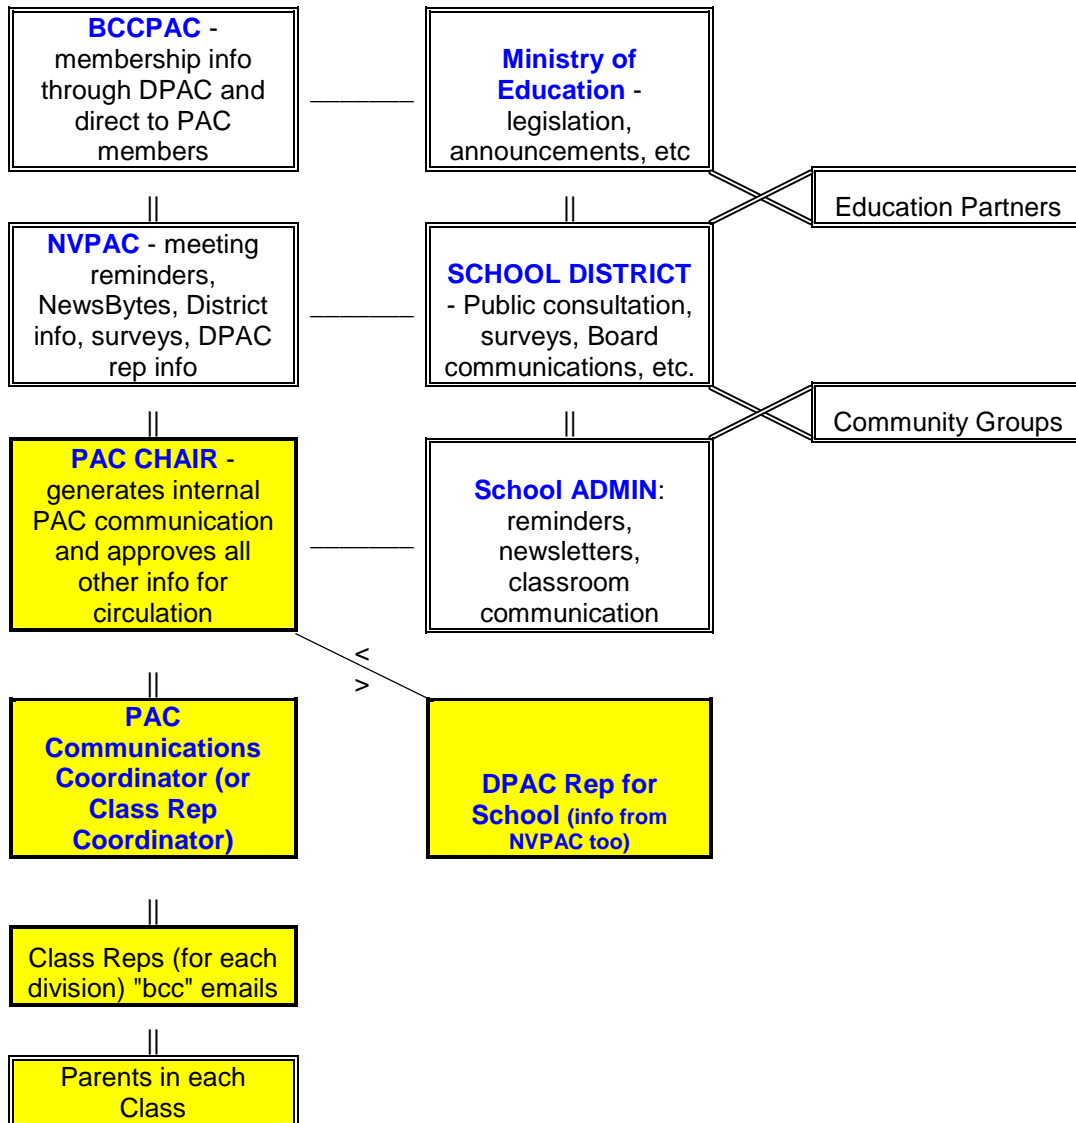 BCCPAC -
membership info
through DPAC and
direct to PAC
members
_______
Ministry of
Education -
legislation,
announcements, etc
Education Partners
||
||
NVPAC - meeting
reminders,
NewsBytes, District
info, surveys, DPAC
rep info
_______
SCHOOL DISTRICT
- Public consultation,
surveys, Board
communications, etc.
Community Groups
||
||
PAC CHAIR -
generates internal
PAC communication
and approves all
other info for
circulation
_______
School ADMIN:
reminders,
newsletters,
classroom
communication
<
>
||
PAC
Communications
Coordinator (or
Class Rep
Coordinator)
DPAC Rep for
School (info from
NVPAC too)
||
Class Reps (for each
division) "bcc" emails
||
Parents in each
Class